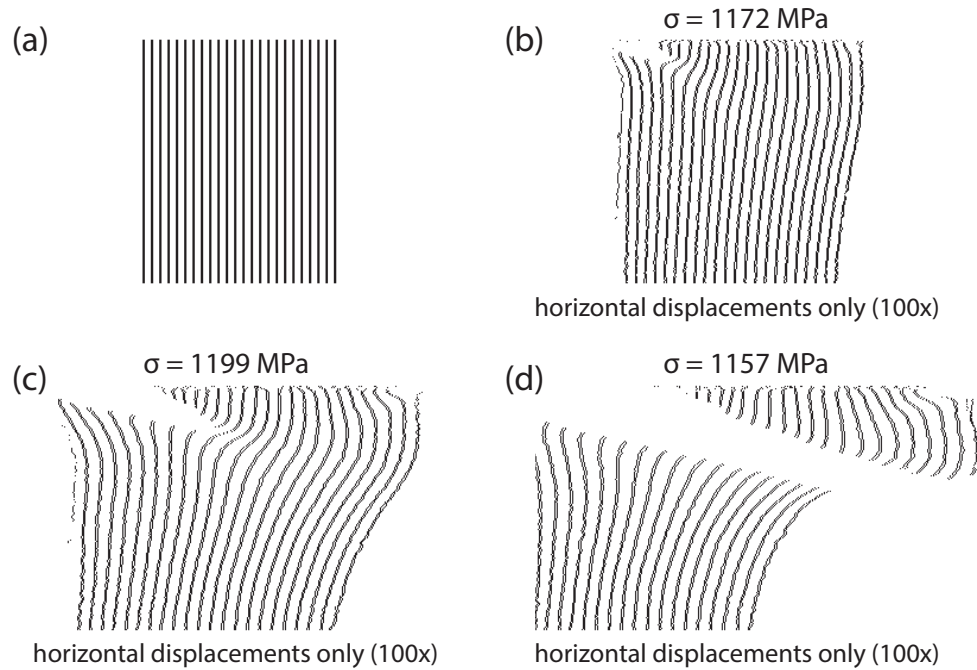 (a)
(b)
σ = 1172 MPa
horizontal displacements only (100x)
(c)
σ = 1199 MPa
horizontal displacements only (100x)
(d)
σ = 1157 MPa
horizontal displacements only (100x)